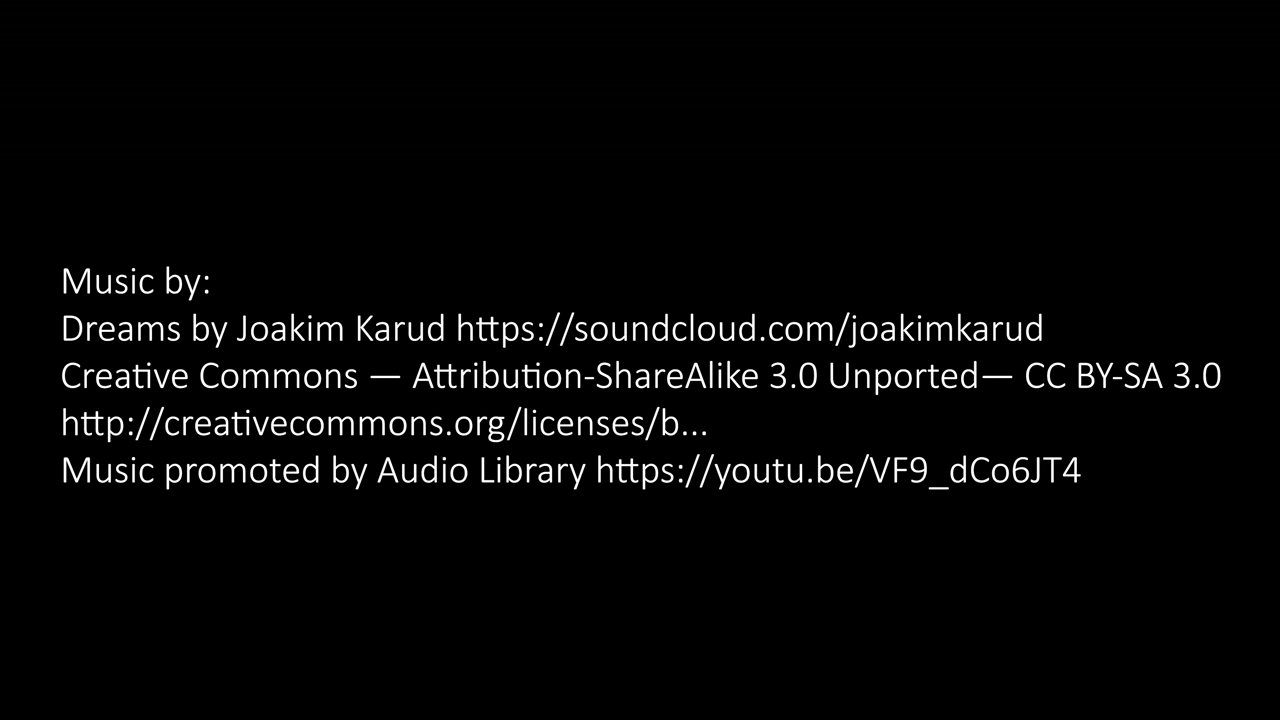 Music by:
Dreams by Joakim Karud https://soundcloud.com/joakimkarud
Creative Commons — Attribution-ShareAlike 3.0 Unported— CC BY-SA 3.0
http://creativecommons.org/licenses/b...
Music promoted by Audio Library https://youtu.be/VF9_dCo6JT4